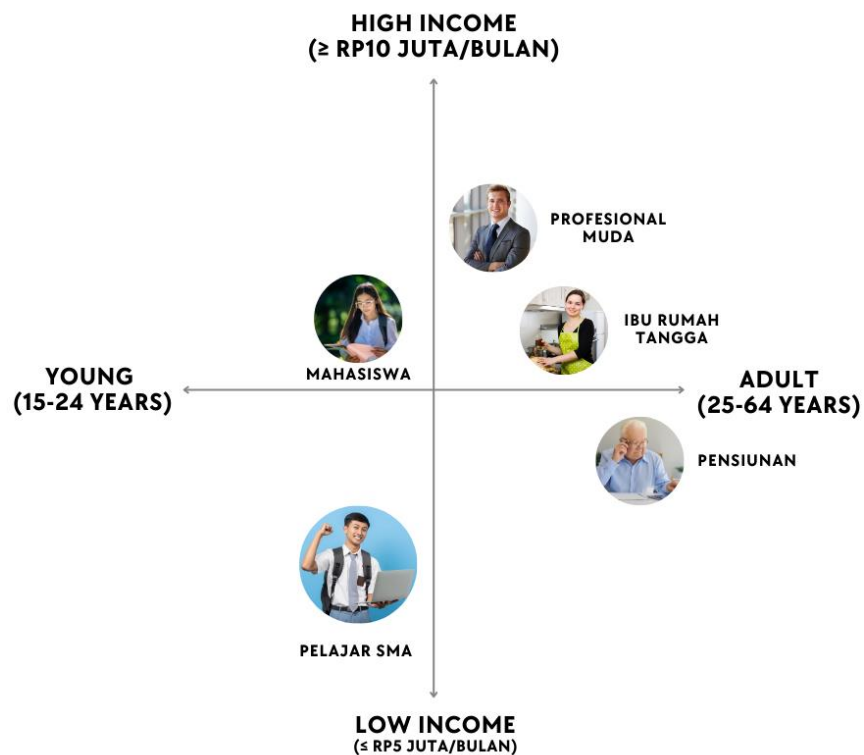 HIGH INCOME
(≥ RP10 JUTA/BULAN)
PROFESIONAL
MUDA
IBU RUMAH
TANGGA
MAHASISWA
YOUNG
(15-24 YEARS)
ADULT
(25-64 YEARS)
PENSIUNAN
PELAJAR SMA
LOW INCOME
(≤ RP5 JUTA/BULAN)